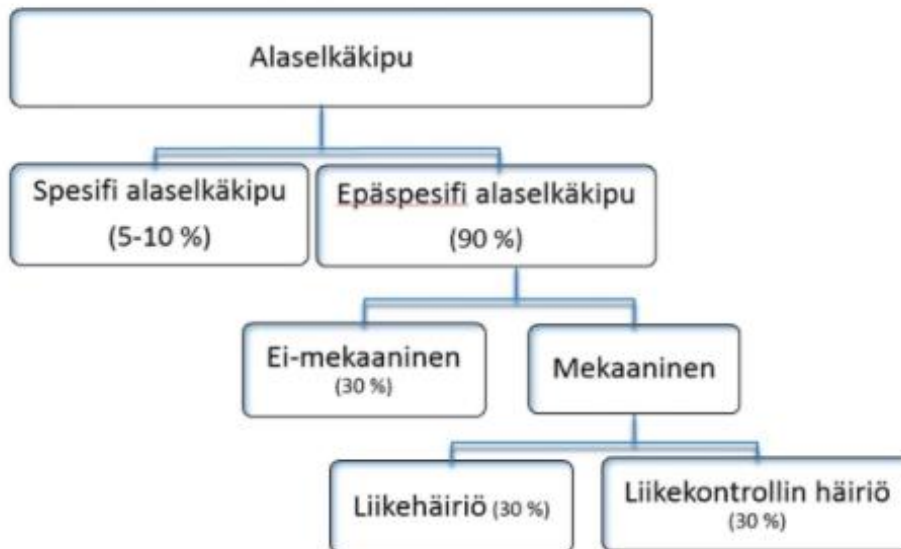 Alaselkäkipu
Spesifi alaselkäkipu
(5-10 %)
Epäspesifi alaselkäkipu
(90 %)
Ei-mekaaninen
(30 %)
Mekaaninen
Liikehäiriö (30 %)
Liikekontrollin häiriö
(30 %)